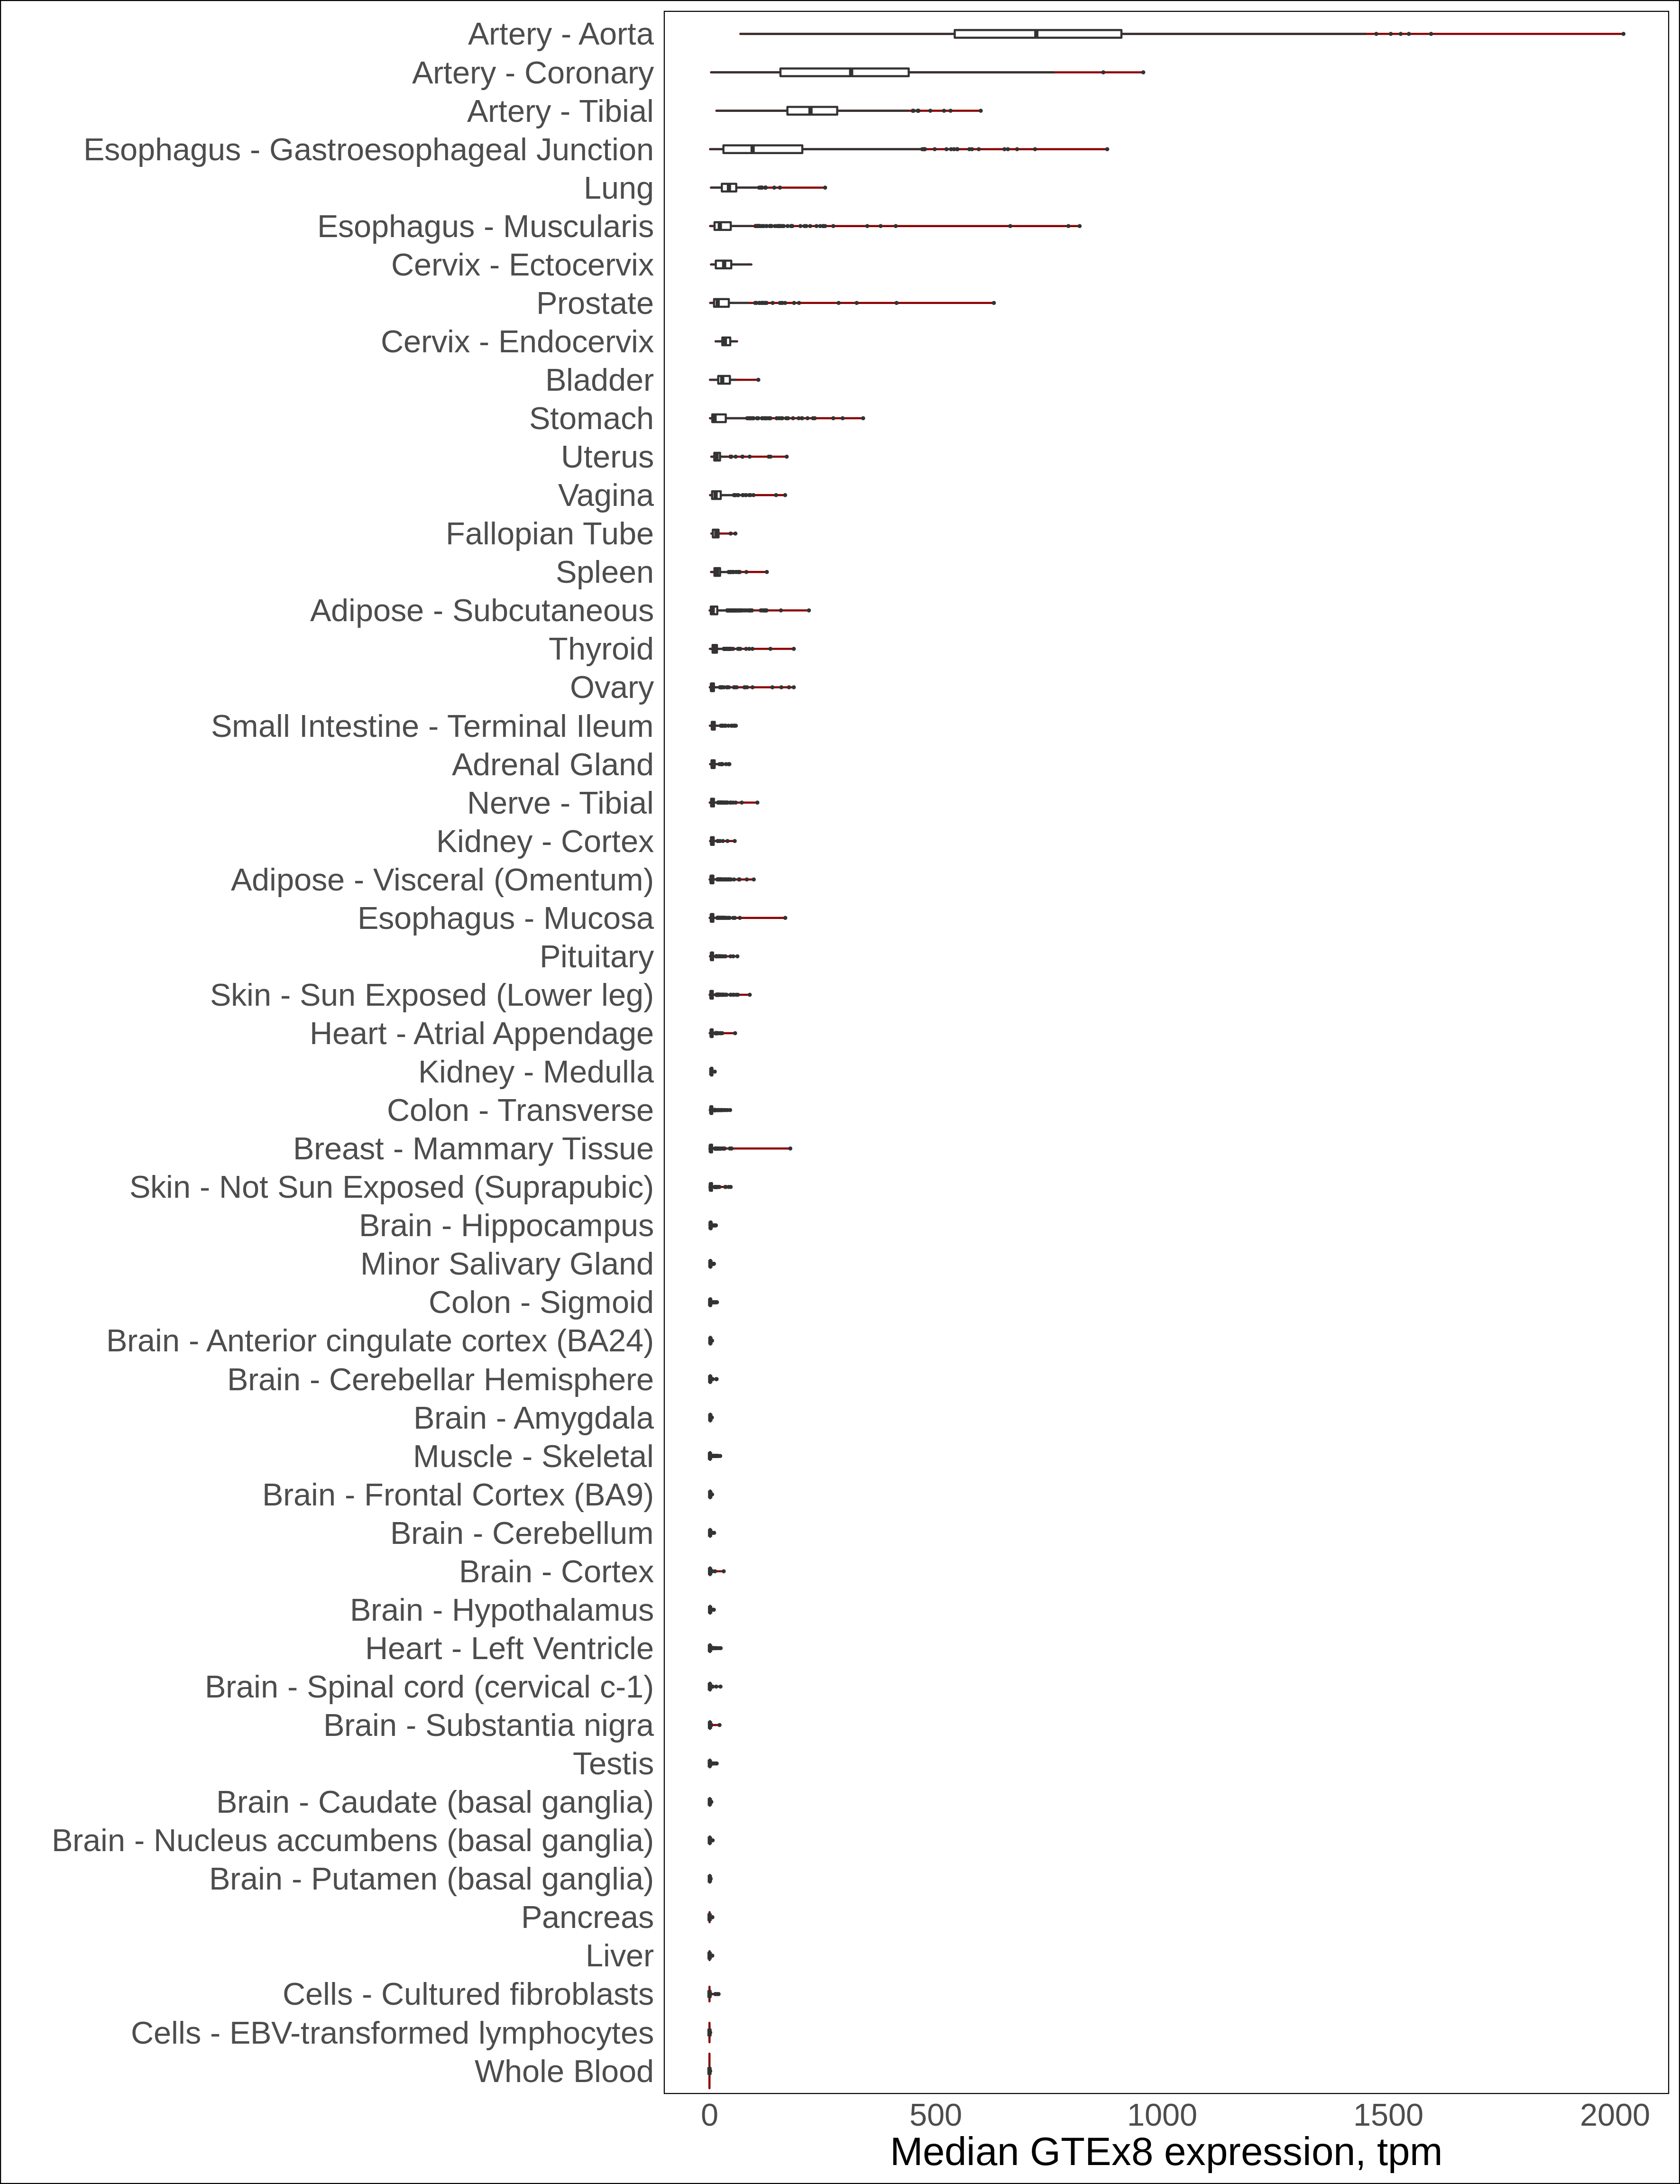 Artery - Aorta
Artery - Coronary
Artery - Tibial
Esophagus - Gastroesophageal Junction
Lung
Esophagus - Muscularis
Cervix - Ectocervix
Prostate
Cervix - Endocervix
Bladder
Stomach
Uterus
Vagina
Fallopian Tube
Spleen
Adipose - Subcutaneous
Thyroid
Ovary
Small Intestine - Terminal Ileum
Adrenal Gland
Nerve - Tibial
Kidney - Cortex
Adipose - Visceral (Omentum)
Esophagus - Mucosa
Pituitary
Skin - Sun Exposed (Lower leg)
Heart - Atrial Appendage
Kidney - Medulla
Colon - Transverse
Breast - Mammary Tissue
Skin - Not Sun Exposed (Suprapubic)
Brain - Hippocampus
Minor Salivary Gland
Colon - Sigmoid
Brain - Anterior cingulate cortex (BA24)
Brain - Cerebellar Hemisphere
Brain - Amygdala
Muscle - Skeletal
Brain - Frontal Cortex (BA9)
Brain - Cerebellum
Brain - Cortex
Brain - Hypothalamus
Heart - Left Ventricle
Brain - Spinal cord (cervical c-1)
Brain - Substantia nigra
Testis
Brain - Caudate (basal ganglia)
Brain - Nucleus accumbens (basal ganglia)
Brain - Putamen (basal ganglia)
Pancreas
Liver
Cells - Cultured fibroblasts
Cells - EBV-transformed lymphocytes
Whole Blood
0 500 1000 1500 2000
Median GTEx8 expression, tpm